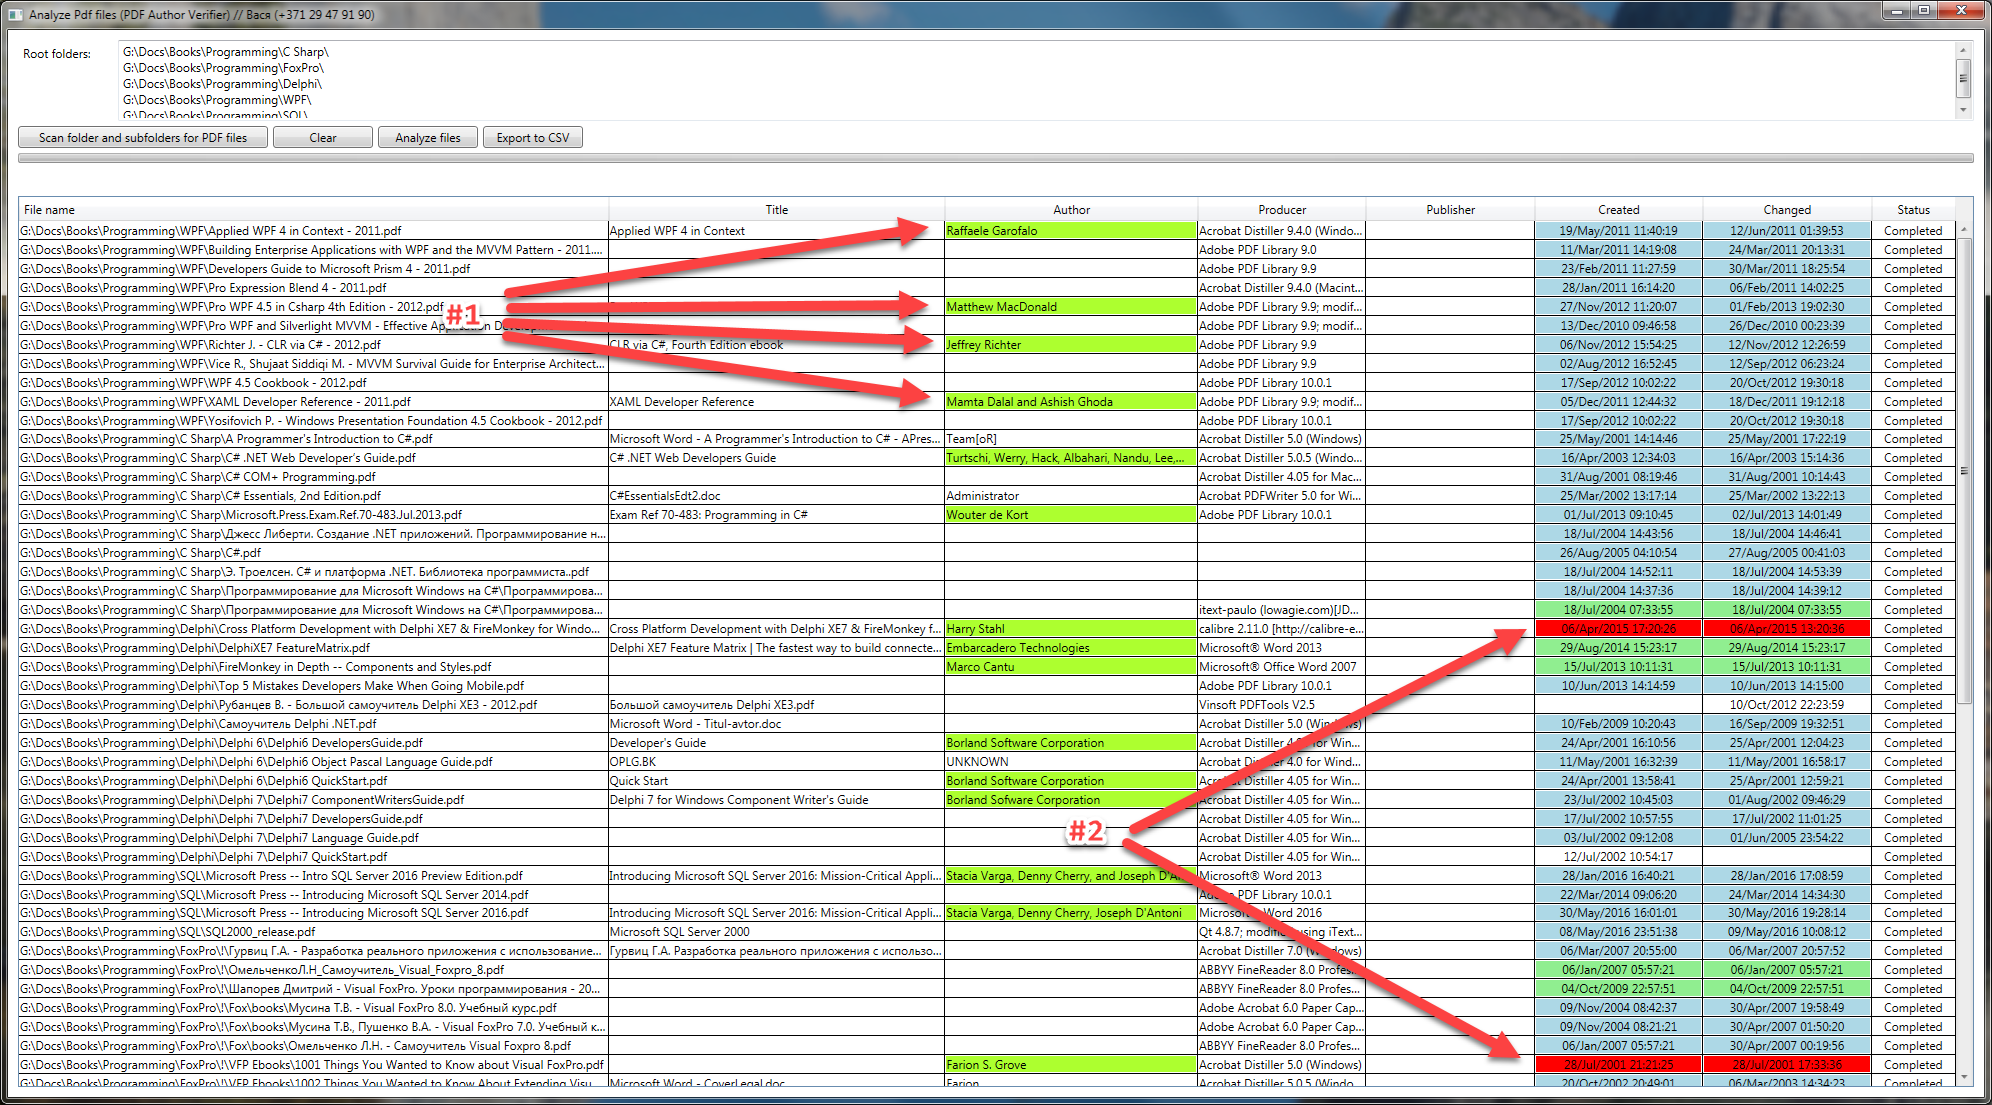 Analyze Pdf files (PDF Author Verifier) // Вася (+371 29 47 91 90)
Root folders:
G:\Docs\Books\Programming\C Sharp\
G:\Docs\Books\Programming\FoxPro\
G:\Docs\Books\Programming\Delphi\
G:\Docs\Books\Programming\WPF\
G:\Docs\Books\Programming\SQL\
Scan folder and subfolders for PDF files Clear Analyze files Export to CSV
File name Title Author Producer Publisher Created Changed Status
G:\Docs\Books\Programming\WPF\Applied WPF 4 in Context - 2011.pdf Applied WPF 4 in Context Raffaele Garofalo Acrobat Distiller 9.4.0 (Windo... 19/May/2011 11:40:19 12/Jun/2011 01:39:53 Completed
G:\Docs\Books\Programming\WPF\Building Enterprise Applications with WPF and the MVVM Pattern - 2011.... Adobe PDF Library 9.0 11/Mar/2011 14:19:08 24/Mar/2011 20:13:31 Completed
G:\Docs\Books\Programming\WPF\Developers Guide to Microsoft Prism 4 - 2011.pdf Adobe PDF Library 9.9 23/Feb/2011 11:27:59 30/Mar/2011 18:25:54 Completed
G:\Docs\Books\Programming\WPF\Pro Expression Blend 4 - 2011.pdf Acrobat Distiller 9.4.0 (Macint... 28/Jan/2011 16:14:20 06/Feb/2011 14:02:25 Completed
G:\Docs\Books\Programming\WPF\Pro WPF 4.5 in Csharp 4th Edition - 2012.pdf Matthew MacDonald Adobe PDF Library 9.9; modif... 27/Nov/2012 11:20:07 01/Feb/2013 19:02:30 Completed
#1
G:\Docs\Books\Programming\WPF\Pro WPF and Silverlight MVVM - Effective Application Adobe PDF Library 9.9; modif... 13/Dec/2010 09:46:58 26/Dec/2010 00:23:39 Completed
G:\Docs\Books\Programming\WPF\Richter J. - CLR via C# - 2012.pdf CLR via C#, Fourth Edition ebook Jeffrey Richter Adobe PDF Library 9.9 06/Nov/2012 15:54:25 12/Nov/2012 12:26:59 Completed
G:\Docs\Books\Programming\WPF\Vice R., Shujaat Siddiqi M. - MVVM Survival Guide for Enterprise Architect... Adobe PDF Library 9.9 02/Aug/2012 16:52:45 12/Sep/2012 06:23:24 Completed
G:\Docs\Books\Programming\WPF\WPF 4.5 Cookbook - 2012.pdf Adobe PDF Library 10.0.1 17/Sep/2012 10:02:22 20/Oct/2012 19:30:18 Completed
G:\Docs\Books\Programming\WPF\XAML Developer Reference - 2011.pdf XAML Developer Reference Mamta Dalal and Ashish Ghoda Adobe PDF Library 9.9; modif... 05/Dec/2011 12:44:32 18/Dec/2011 19:12:18 Completed
G:\Docs\Books\Programming\WPF\Yosifovich P. - Windows Presentation Foundation 4.5 Cookbook - 2012.pdf Adobe PDF Library 10.0.1 17/Sep/2012 10:02:22 20/Oct/2012 19:30:18 Completed
G:\Docs\Books\Programming\C Sharp\A Programmer's Introduction to C#.pdf Microsoft Word - A Programmer's Introduction to C# - APres... Team[oR] Acrobat Distiller 5.0 (Windows) 25/May/2001 14:14:46 25/May/2001 17:22:19 Completed
G:\Docs\Books\Programming\C Sharp\C# .NET Web Developer's Guide.pdf C# .NET Web Developers Guide Turtschi, Werry, Hack, Albahari, Nandu, Lee,... Acrobat Distiller 5.0.5 (Windo... 16/Apr/2003 12:34:03 16/Apr/2003 15:14:36 Completed
G:\Docs\Books\Programming\C Sharp\C# COM+ Programming.pdf Acrobat Distiller 4.05 for Mac... 31/Aug/2001 08:19:46 31/Aug/2001 10:14:43 Completed
G:\Docs\Books\Programming\C Sharp\C# Essentials, 2nd Edition.pdf C#EssentialsEdt2.doc Administrator Acrobat PDFWriter 5.0 for Wi... 25/Mar/2002 13:17:14 25/Mar/2002 13:22:13 Completed
G:\Docs\Books\Programming\C Sharp\Microsoft.Press.Exam.Ref.70-483.Jul.2013.pdf Exam Ref 70-483: Programming in C# Wouter de Kort Adobe PDF Library 10.0.1 01/Jul/2013 09:10:45 02/Jul/2013 14:01:49 Completed
G:\Docs\Books\Programming\C Sharp\Джесс Либерти. Создание .NET приложений. Программирование н... 18/Jul/2004 14:43:56 18/Jul/2004 14:46:41 Completed
G:\Docs\Books\Programming\C Sharp\C#.pdf 26/Aug/2005 04:10:54 27/Aug/2005 00:41:03 Completed
G:\Docs\Books\Programming\C Sharp\Э. Троелсен. C# и платформа .NET. Библиотека программиста..pdf 18/Jul/2004 14:52:11 18/Jul/2004 14:53:39 Completed
G:\Docs\Books\Programming\C Sharp\Программирование для Microsoft Windows на C#\Программирова... 18/Jul/2004 14:37:36 18/Jul/2004 14:39:12 Completed
G:\Docs\Books\Programming\C Sharp\Программирование для Microsoft Windows на C#\Программирова... itext-paulo (lowagie.com)[JD... 18/Jul/2004 07:33:55 18/Jul/2004 07:33:55 Completed
G:\Docs\Books\Programming\Delphi\Cross Platform Development with Delphi XE7 & FireMonkey for Windo... Cross Platform Development with Delphi XE7 & FireMonkey f... Harry Stahl calibre 2.11.0 [http://calibre-e... 06/Apr/2015 17:20:26 06/Apr/2015 13:20:36 Completed
G:\Docs\Books\Programming\Delphi\DelphiXE7 FeatureMatrix.pdf Delphi XE7 Feature Matrix | The fastest way to build connecte... Embarcadero Technologies Microsoft® Word 2013 29/Aug/2014 15:23:17 29/Aug/2014 15:23:17 Completed
G:\Docs\Books\Programming\Delphi\FireMonkey in Depth -- Components and Styles.pdf Marco Cantu Microsoft® Office Word 2007 15/Jul/2013 10:11:31 15/Jul/2013 10:11:31 Completed
G:\Docs\Books\Programming\Delphi\Top 5 Mistakes Developers Make When Going Mobile.pdf Adobe PDF Library 10.0.1 10/Jun/2013 14:14:59 10/Jun/2013 14:15:00 Completed
G:\Docs\Books\Programming\Delphi\Рубанцев В. - Большой самоучитель Delphi XE3 - 2012.pdf Большой самоучитель Delphi XE3.pdf Vinsoft PDFTools V2.5 10/Oct/2012 22:23:59 Completed
G:\Docs\Books\Programming\Delphi\Самоучитель Delphi .NET.pdf Microsoft Word - Titul-avtor.doc Acrobat Distiller 5.0 (Windows) 10/Feb/2009 10:20:43 16/Sep/2009 19:32:51 Completed
G:\Docs\Books\Programming\Delphi\Delphi 6\Delphi6 DevelopersGuide.pdf Developer's Guide Borland Software Corporation Acrobat Distiller 4.05 for Win... 24/Apr/2001 16:10:56 25/Apr/2001 12:04:23 Completed
G:\Docs\Books\Programming\Delphi\Delphi 6\Delphi6 Object Pascal Language Guide.pdf OPLG.BK UNKNOWN Acrobat Distiller 4.0 for Wind... 11/May/2001 16:32:39 11/May/2001 16:58:17 Completed
G:\Docs\Books\Programming\Delphi\Delphi 6\Delphi6 QuickStart.pdf Quick Start Borland Software Corporation Acrobat Distiller 4.05 for Win... 24/Apr/2001 13:58:41 25/Apr/2001 12:59:21 Completed
G:\Docs\Books\Programming\Delphi\Delphi 7\Delphi7 ComponentWritersGuide.pdf Delphi 7 for Windows Component Writer's Guide Borland Sofware Corporation Acrobat Distiller 4.05 for Win... 23/Jul/2002 10:45:03 01/Aug/2002 09:46:29 Completed
G:\Docs\Books\Programming\Delphi\Delphi 7\Delphi7 DevelopersGuide.pdf Acrobat Distiller 4.05 for Win... 17/Jul/2002 10:57:55 17/Jul/2002 11:01:25 Completed
#2
G:\Docs\Books\Programming\Delphi\Delphi 7\Delphi7 Language Guide.pdf Acrobat Distiller 4.05 for Win... 03/Jul/2002 09:12:08 01/Jun/2005 23:54:22 Completed
G:\Docs\Books\Programming\Delphi\Delphi 7\Delphi7 QuickStart.pdf Acrobat Distiller 4.05 for Win... 12/Jul/2002 10:54:17 Completed
G:\Docs\Books\Programming\SQL\Microsoft Press -- Intro SQL Server 2016 Preview Edition.pdf Introducing Microsoft SQL Server 2016: Mission-Critical Appli... Stacia Varga, Denny Cherry, and Joseph D'A... Microsoft® Word 2013 28/Jan/2016 16:40:21 28/Jan/2016 17:08:59 Completed
G:\Docs\Books\Programming\SQL\Microsoft Press -- Introducing Microsoft SQL Server 2014.pdf Adobe PDF Library 10.0.1 22/Mar/2014 09:06:20 24/Mar/2014 14:34:30 Completed
G:\Docs\Books\Programming\SQL\Microsoft Press -- Introducing Microsoft SQL Server 2016.pdf Introducing Microsoft SQL Server 2016: Mission-Critical Appli... Stacia Varga, Denny Cherry, Joseph D'Antoni Microsoft® Word 2016 30/May/2016 16:01:01 30/May/2016 19:28:14 Completed
G:\Docs\Books\Programming\SQL\SQL2000_release.pdf Microsoft SQL Server 2000 Qt 4.8.7; modified using iText... 08/May/2016 23:51:38 09/May/2016 10:08:12 Completed
G:\Docs\Books\Programming\FoxPro\!\Гурвиц Г.А. - Разработка реального приложения с использование... Гурвиц Г.А. Разработка реального приложения с использо... Acrobat Distiller 7.0 (Windows) 06/Mar/2007 20:55:00 06/Mar/2007 20:57:52 Completed
G:\Docs\Books\Programming\FoxPro\!\ОмельченкоЛ.Н_Самоучитель_Visual_Foxpro_8.pdf ABBYY FineReader 8.0 Profes... 06/Jan/2007 05:57:21 06/Jan/2007 05:57:21 Completed
G:\Docs\Books\Programming\FoxPro\!\Шапорев Дмитрий - Visual FoxPro. Уроки программирования - 20... ABBYY FineReader 8.0 Profes... 04/Oct/2009 22:57:51 04/Oct/2009 22:57:51 Completed
G:\Docs\Books\Programming\FoxPro\!\Fox\books\Мусина Т.В. - Visual FoxPro 8.0. Учебный курс.pdf Adobe Acrobat 6.0 Paper Cap... 09/Nov/2004 08:42:37 30/Apr/2007 19:58:49 Completed
G:\Docs\Books\Programming\FoxPro\!\Fox\books\Мусина Т.В., Пушенко В.А. - Visual FoxPro 7.0. Учебный к... Adobe Acrobat 6.0 Paper Cap... 09/Nov/2004 08:21:21 30/Apr/2007 01:50:20 Completed
G:\Docs\Books\Programming\FoxPro\!\Fox\books\Омельченко Л.Н. - Самоучитель Visual Foxpro 8.pdf ABBYY FineReader 8.0 Profes... 06/Jan/2007 05:57:21 30/Apr/2007 00:19:56 Completed
G:\Docs\Books\Programming\FoxPro\!\VFP Ebooks\1001 Things You Wanted to Know about Visual FoxPro.pdf Farion S. Grove Acrobat Distiller 5.0 (Windows) 28/Jul/2001 21:21:25 28/Jul/2001 17:33:36 Completed
G:\Docs\Books\Programming\FoxPro\!\VFP Ebooks\1002 Things You Wanted to Know About Extending Visu... Microsoft Word - CoverLegal.doc Farion Acrobat Distiller 5.0.5 (Windo... 20/Oct/2002 20:49:01 06/Mar/2003 14:34:23 Completed